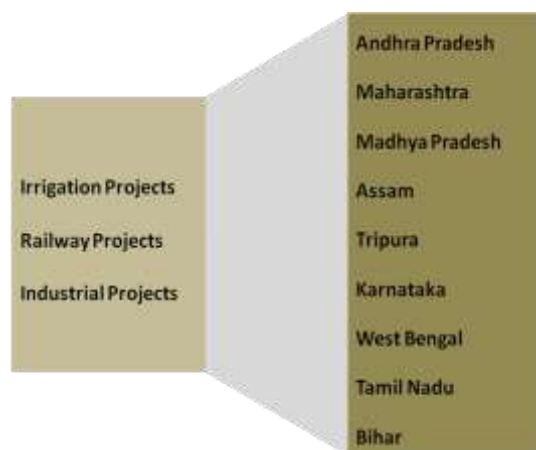 Irrigation Projects
Railway Projects
Industrial Projects
Andhra Pradesh
Maharashtra
Madhya Pradesh
Assam
Tripura
Karnataka
West Bengal
Tamil Nadu
Bihar